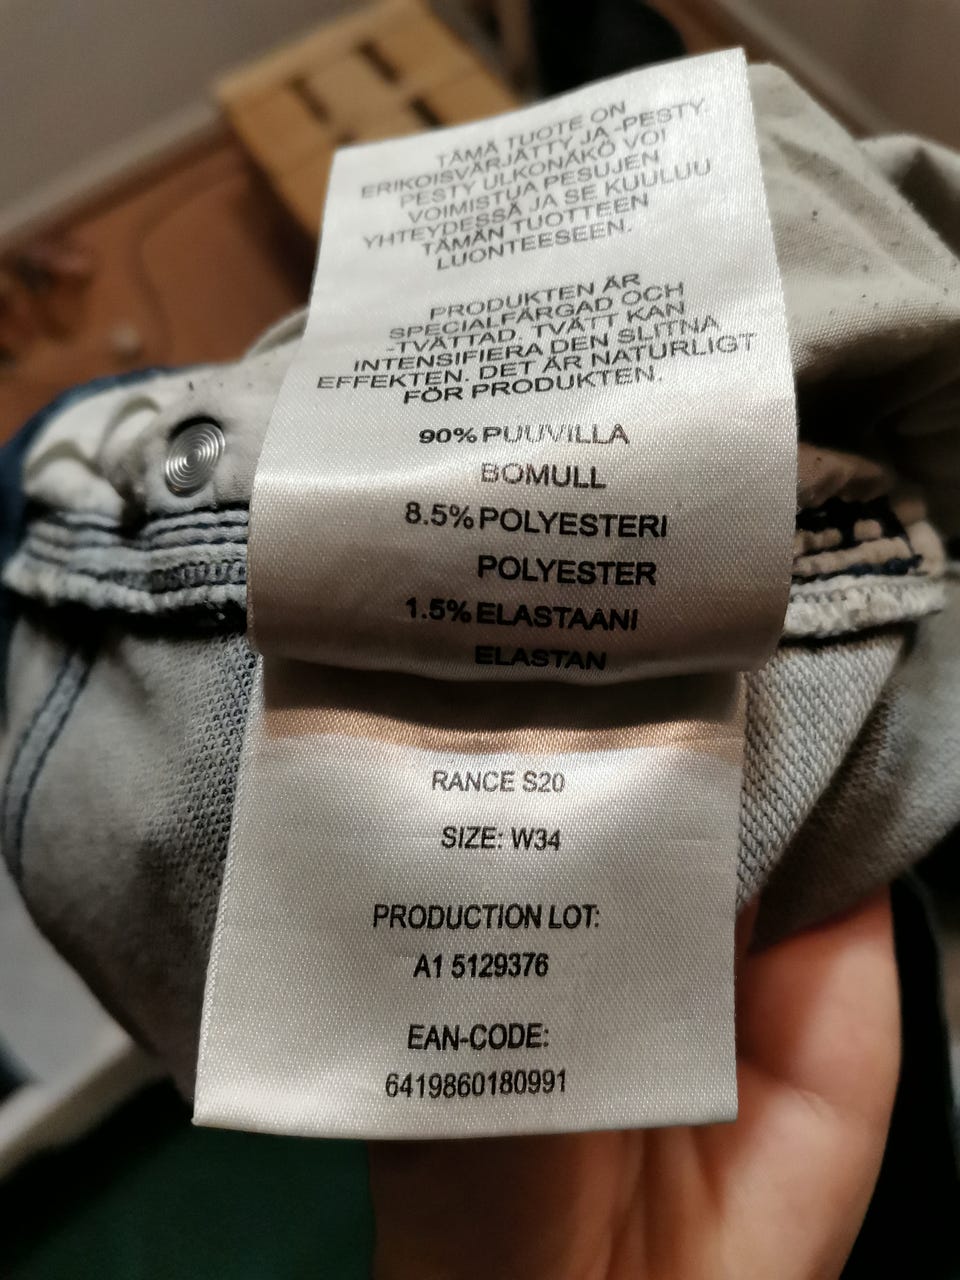 TÄMÄ TUOTE ON
ERIKOISVÄRJÄTTY JA -PESTY.
PESTY ULKONÄKÖ VOI
VOIMISTUA PESUJEN
YHTEYDESSÄ JA SE KUULUU
TÄMÄN TUOTTEEN
LUONTEESEEN.
PRODUKTEN ÄR
SPECIALFÄRGAD OCH
-TVÄTTAD. TVÄTT KAN
INTENSIFIERA DEN SLITNA
EFFEKTEN. DET ÄR NATURLIGT
FÖR PRODUKTEN.
90% PUUVILLA
BOMULL
8.5% POLYESTERI
POLYESTER
1.5% ELASTAANI
ELASTAN
RANCE S20
SIZE: W34
PRODUCTION LOT:
A1 5129376
EAN-CODE:
6419860180991